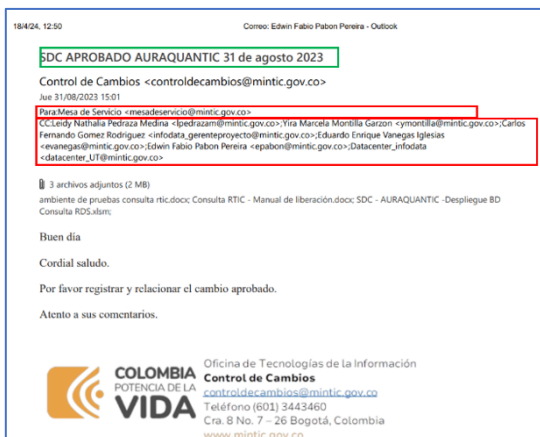 18/4/24, 12:50
Correo: Edwin Fabio Pabon Pereira - Outlook
SDC APROBADO AURAQUANTIC 31 de agosto 2023
Control de Cambios <controldecambios@mintic.gov.co>
Jue 31/08/2023 15:01
Para:Mesa de Servicio <mesadeservicio@mintic.gov.co>
CC:Leidy Nathalia Pedraza Medina <lpedrazam@mintic.gov.co>;Yira Marcela Montilla Garzon <ymontilla@mintic.gov.co>;Carlos
Fernando Gomez Rodriguez <infodata_gerenteproyecto@mintic.gov.co>;Eduardo Enrique Vanegas Iglesias
<evanegas@mintic.gov.co>;Edwin Fabio Pabon Pereira <epabon@mintic.gov.co>;Datacenter_infodata
<datacenter_UT@mintic.gov.co>
3 archivos adjuntos (2 MB)
ambiente de pruebas consulta rtic.docx; Consulta RTIC - Manual de liberación.docx; SDC - AURAQUANTIC -Despliegue BD
Consulta RDS.xlsm;
Buen día
Cordial saludo.
Por favor registrar y relacionar el cambio aprobado.
Atento a sus comentarios.
COLOMBIA
POTENCIA DE LA
VIDA
Oficina de Tecnologías de la Información
Control de Cambios
controldecambios@mintic.gov.co
Teléfono (601) 3443460
Cra. 8 No. 7 – 26 Bogotá, Colombia
www.mintic.gov.co